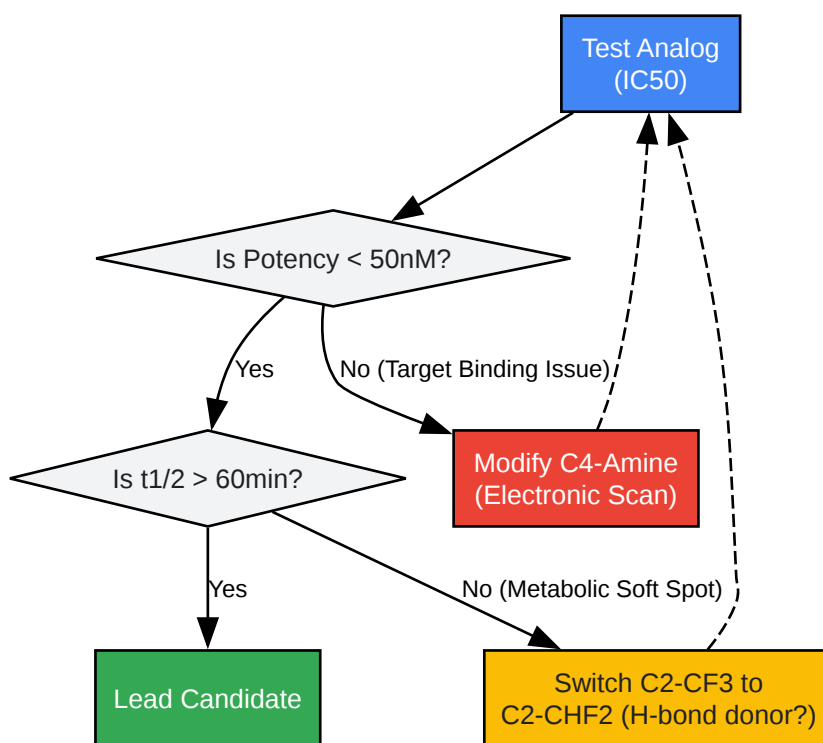 Test Analog
(IC50)
Is Potency < 50nM?
Yes
No (Target Binding Issue)
Is t1/2 > 60min?
Modify C4-Amine
(Electronic Scan)
Yes
No (Metabolic Soft Spot)
Lead Candidate
Switch C2-CF3 to
C2-CHF2 (H-bond donor?)